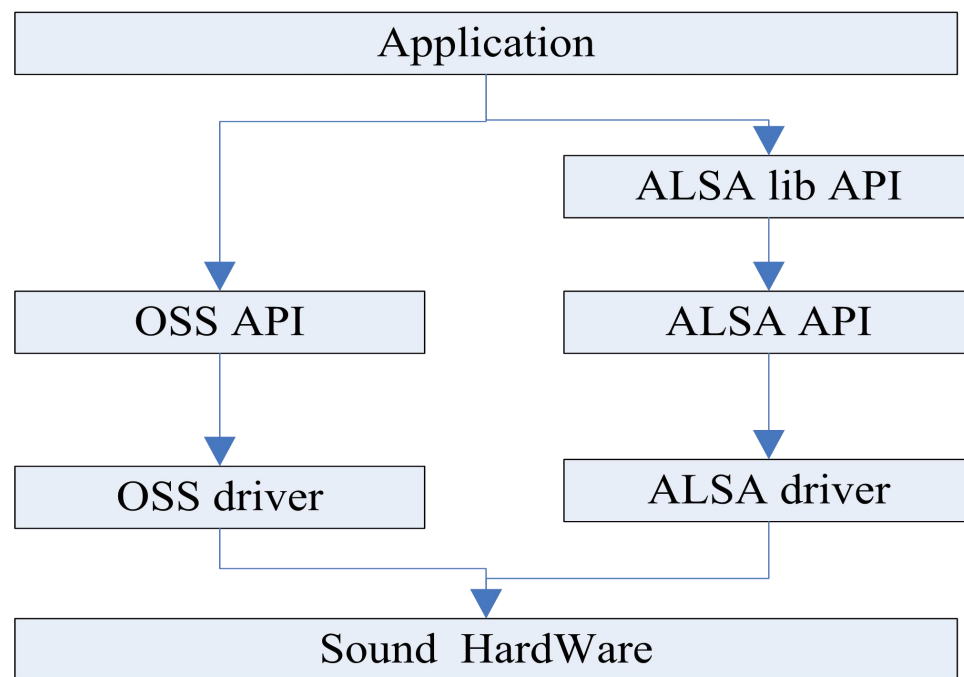 Application
ALSA lib API
OSS API
ALSA API
OSS driver
ALSA driver
Sound HardWare